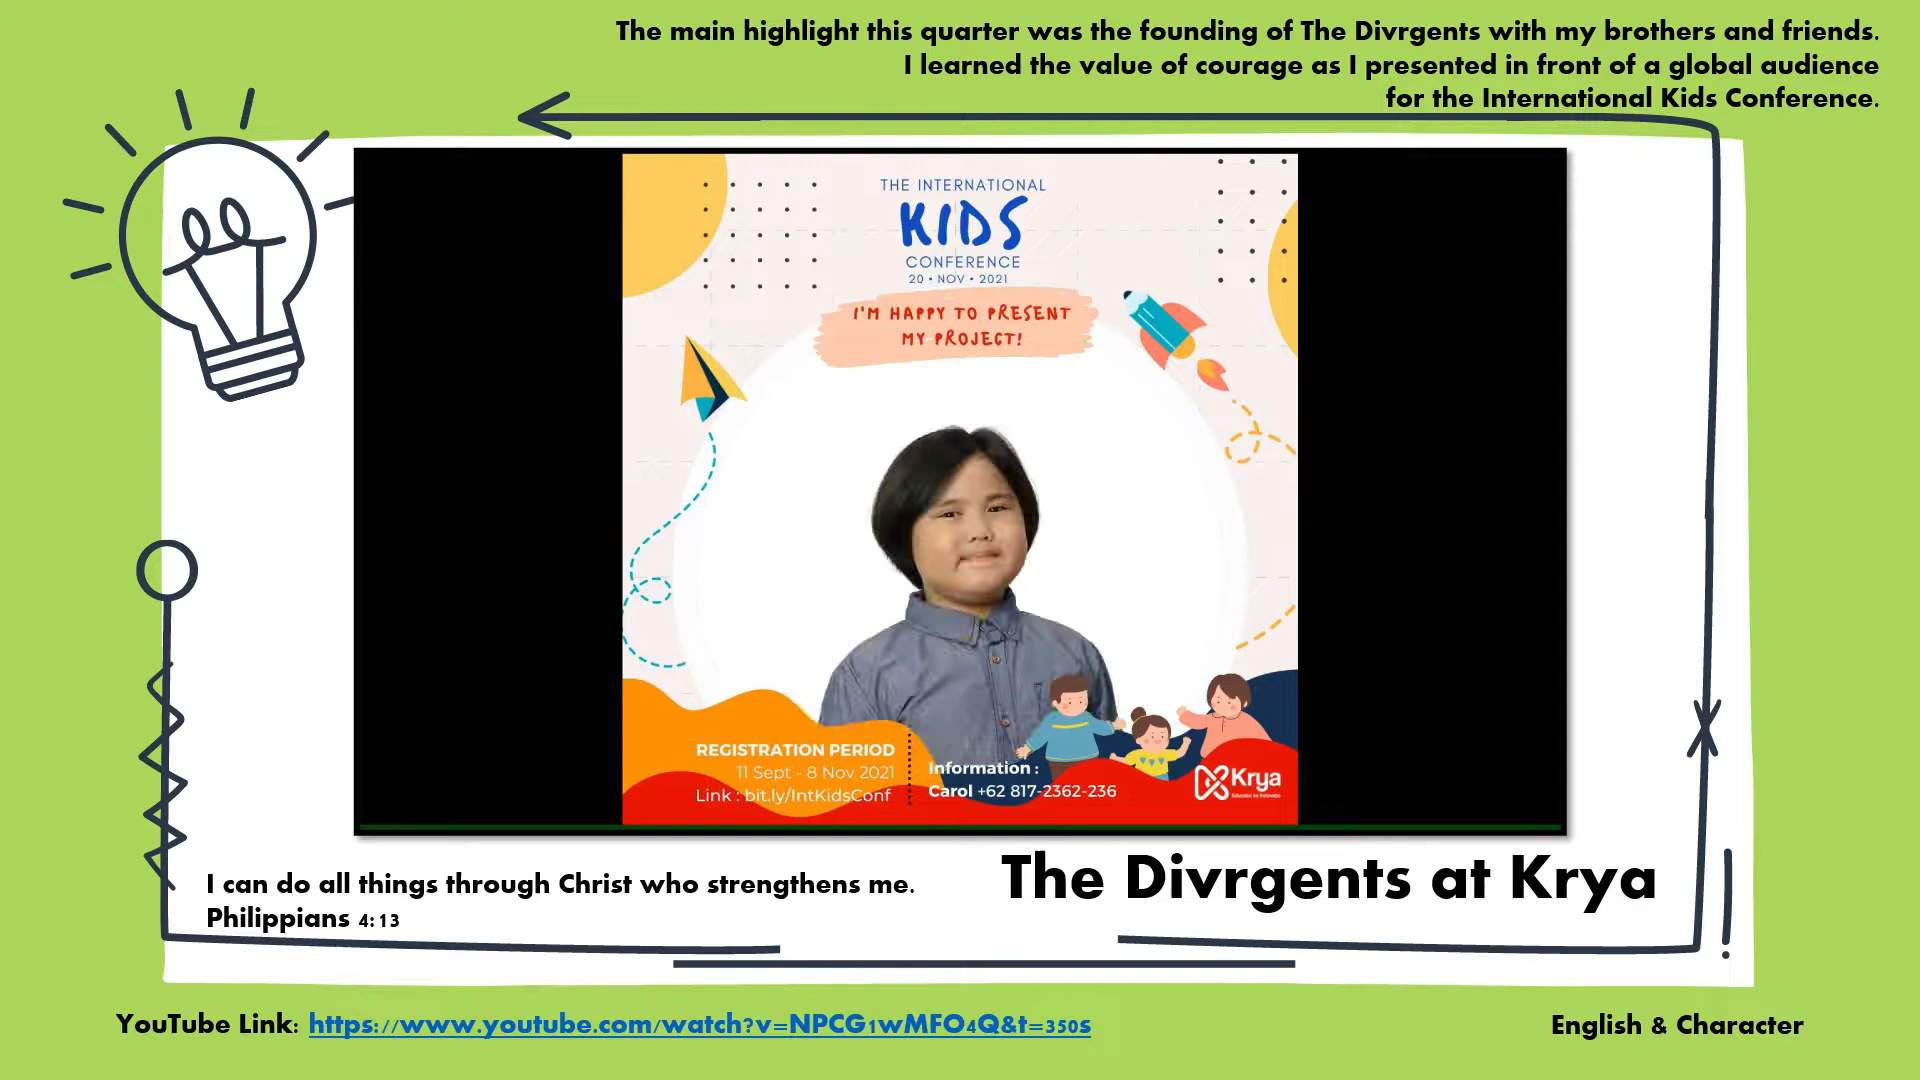 The main highlight this quarter was the founding of The Divrgents with my brothers and friends.
I learned the value of courage as I presented in front of a global audience
for the International Kids Conference.
THE INTERNATIONAL
KIDS
CONFERENCE
20 • NOV • 2021
I'M HAPPY TO PRESENT
MY PROJECT!
REGISTRATION PERIOD
11 Sept - 8 Nov 2021
Link : bit.ly/IntKidsConf
Information :
Carol +62 817-2362-236
Krya
Educate to Innovate
The Divrgents at Krya
I can do all things through Christ who strengthens me.
Philippians 4:13
YouTube Link: https://www.youtube.com/watch?v=NPCG1wMFO4Q&t=350s
English & Character